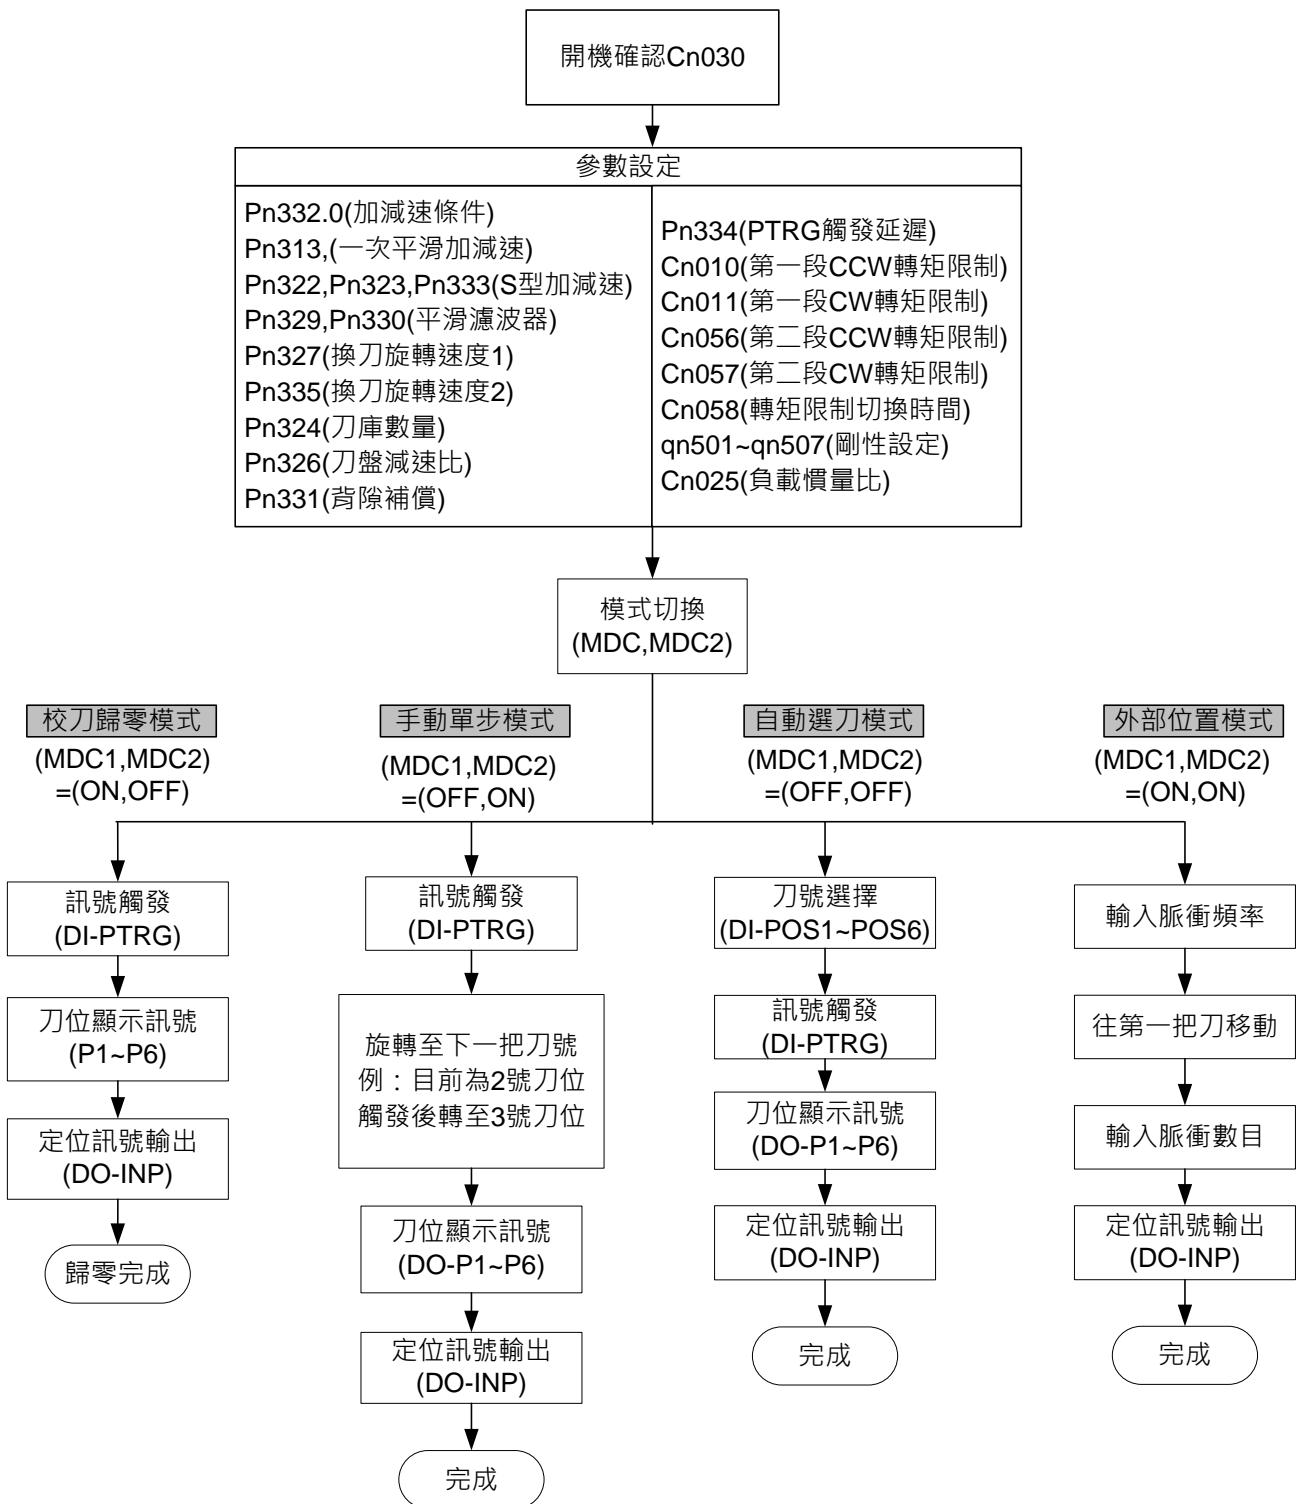 開機確認Cn030
參數設定
Pn332.0(加減速條件)
Pn313,(一次平滑加減速)
Pn322,Pn323,Pn333(S型加減速)
Pn329,Pn330(平滑濾波器)
Pn327(換刀旋轉速度1)
Pn335(換刀旋轉速度2)
Pn324(刀庫數量)
Pn326(刀盤減速比)
Pn331(背隙補償)
Pn334(PTRG觸發延遲)
Cn010(第一段CCW轉矩限制)
Cn011(第一段CW轉矩限制)
Cn056(第二段CCW轉矩限制)
Cn057(第二段CW轉矩限制)
Cn058(轉矩限制切換時間)
qn501~qn507(剛性設定)
Cn025(負載慣量比)
模式切換
(MDC,MDC2)
校刀歸零模式
(MDC1,MDC2)
=(ON,OFF)
訊號觸發
(DI-PTRG)
刀位顯示訊號
(P1~P6)
定位訊號輸出
(DO-INP)
歸零完成
手動單步模式
(MDC1,MDC2)
=(OFF,ON)
訊號觸發
(DI-PTRG)
旋轉至下一把刀號
例：目前為2號刀位
觸發後轉至3號刀位
刀位顯示訊號
(DO-P1~P6)
定位訊號輸出
(DO-INP)
完成
自動選刀模式
(MDC1,MDC2)
=(OFF,OFF)
刀號選擇
(DI-POS1~POS6)
訊號觸發
(DI-PTRG)
刀位顯示訊號
(DO-P1~P6)
定位訊號輸出
(DO-INP)
完成
外部位置模式
(MDC1,MDC2)
=(ON,ON)
輸入脈衝頻率
往第一把刀移動
輸入脈衝數目
定位訊號輸出
(DO-INP)
完成